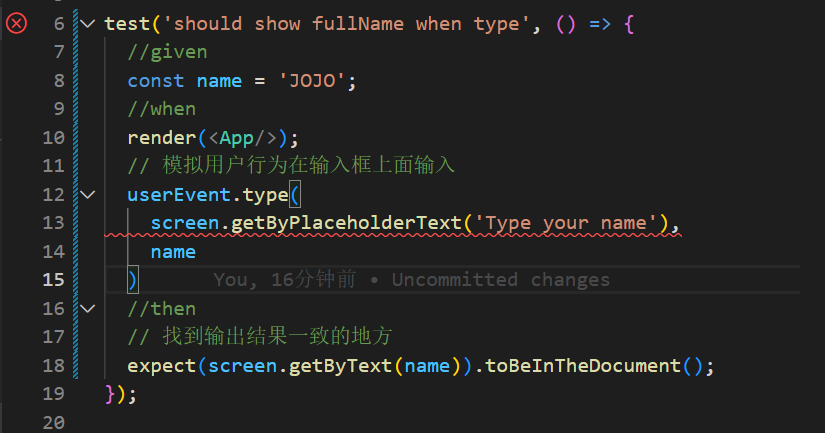 6 test('should show fullName when type', () => {
7 //given
8 const name = 'JOJO';
9 //when
10 render(<App/>);
11 // 模拟用户行为在输入框上面输入
12 userEvent.type(
13 screen.getByPlaceholderText('Type your name'),
14 name
15 ) You, 16分钟前 • Uncommitted changes
16 //then
17 // 找到输出结果一致的地方
18 expect(screen.getByText(name)).toBeInTheDocument();
19 });
20